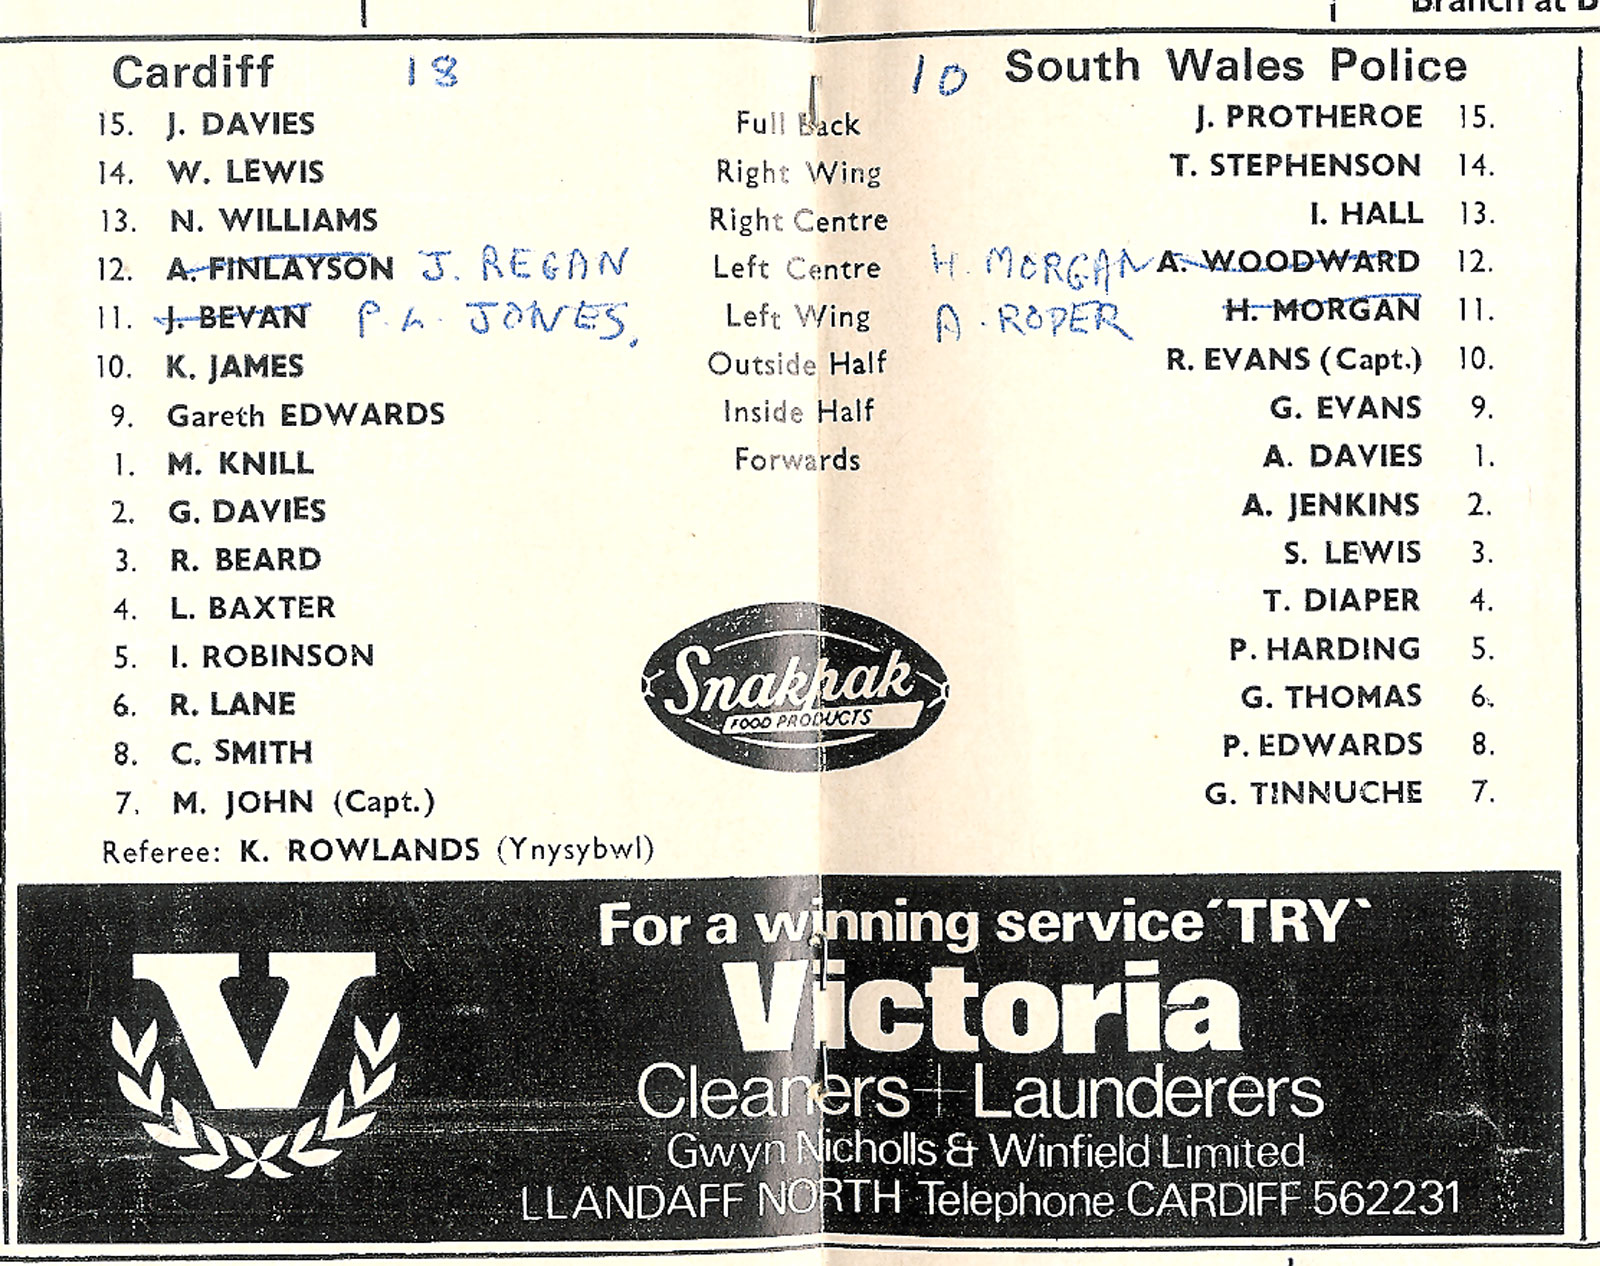 Branch at B
Cardiff 18 10 South Wales Police
15. J. DAVIES Full Back J. PROTHEROE 15.
14. W. LEWIS Right Wing T. STEPHENSON 14.
13. N. WILLIAMS Right Centre I. HALL 13.
12. A. FINLAYSON J. REGAN Left Centre H. MORGAN A. WOODWARD 12.
11. J. BEVAN P. L. JONES. Left Wing A. ROPER H. MORGAN 11.
10. K. JAMES Outside Half R. EVANS (Capt.) 10.
9. Gareth EDWARDS Inside Half G. EVANS 9.
1. M. KNILL Forwards A. DAVIES 1.
2. G. DAVIES A. JENKINS 2.
3. R. BEARD S. LEWIS 3.
4. L. BAXTER T. DIAPER 4.
5. I. ROBINSON P. HARDING 5.
6. R. LANE G. THOMAS 6.
8. C. SMITH P. EDWARDS 8.
7. M. JOHN (Capt.) G. TINNUCHE 7.
Snakpak
FOOD PRODUCTS
Referee: K. ROWLANDS (Ynysybwl)
For a winning service ´TRY`
V Victoria
Cleaners + Launderers
Gwyn Nicholls & Winfield Limited
LLANDAFF NORTH Telephone CARDIFF 562231